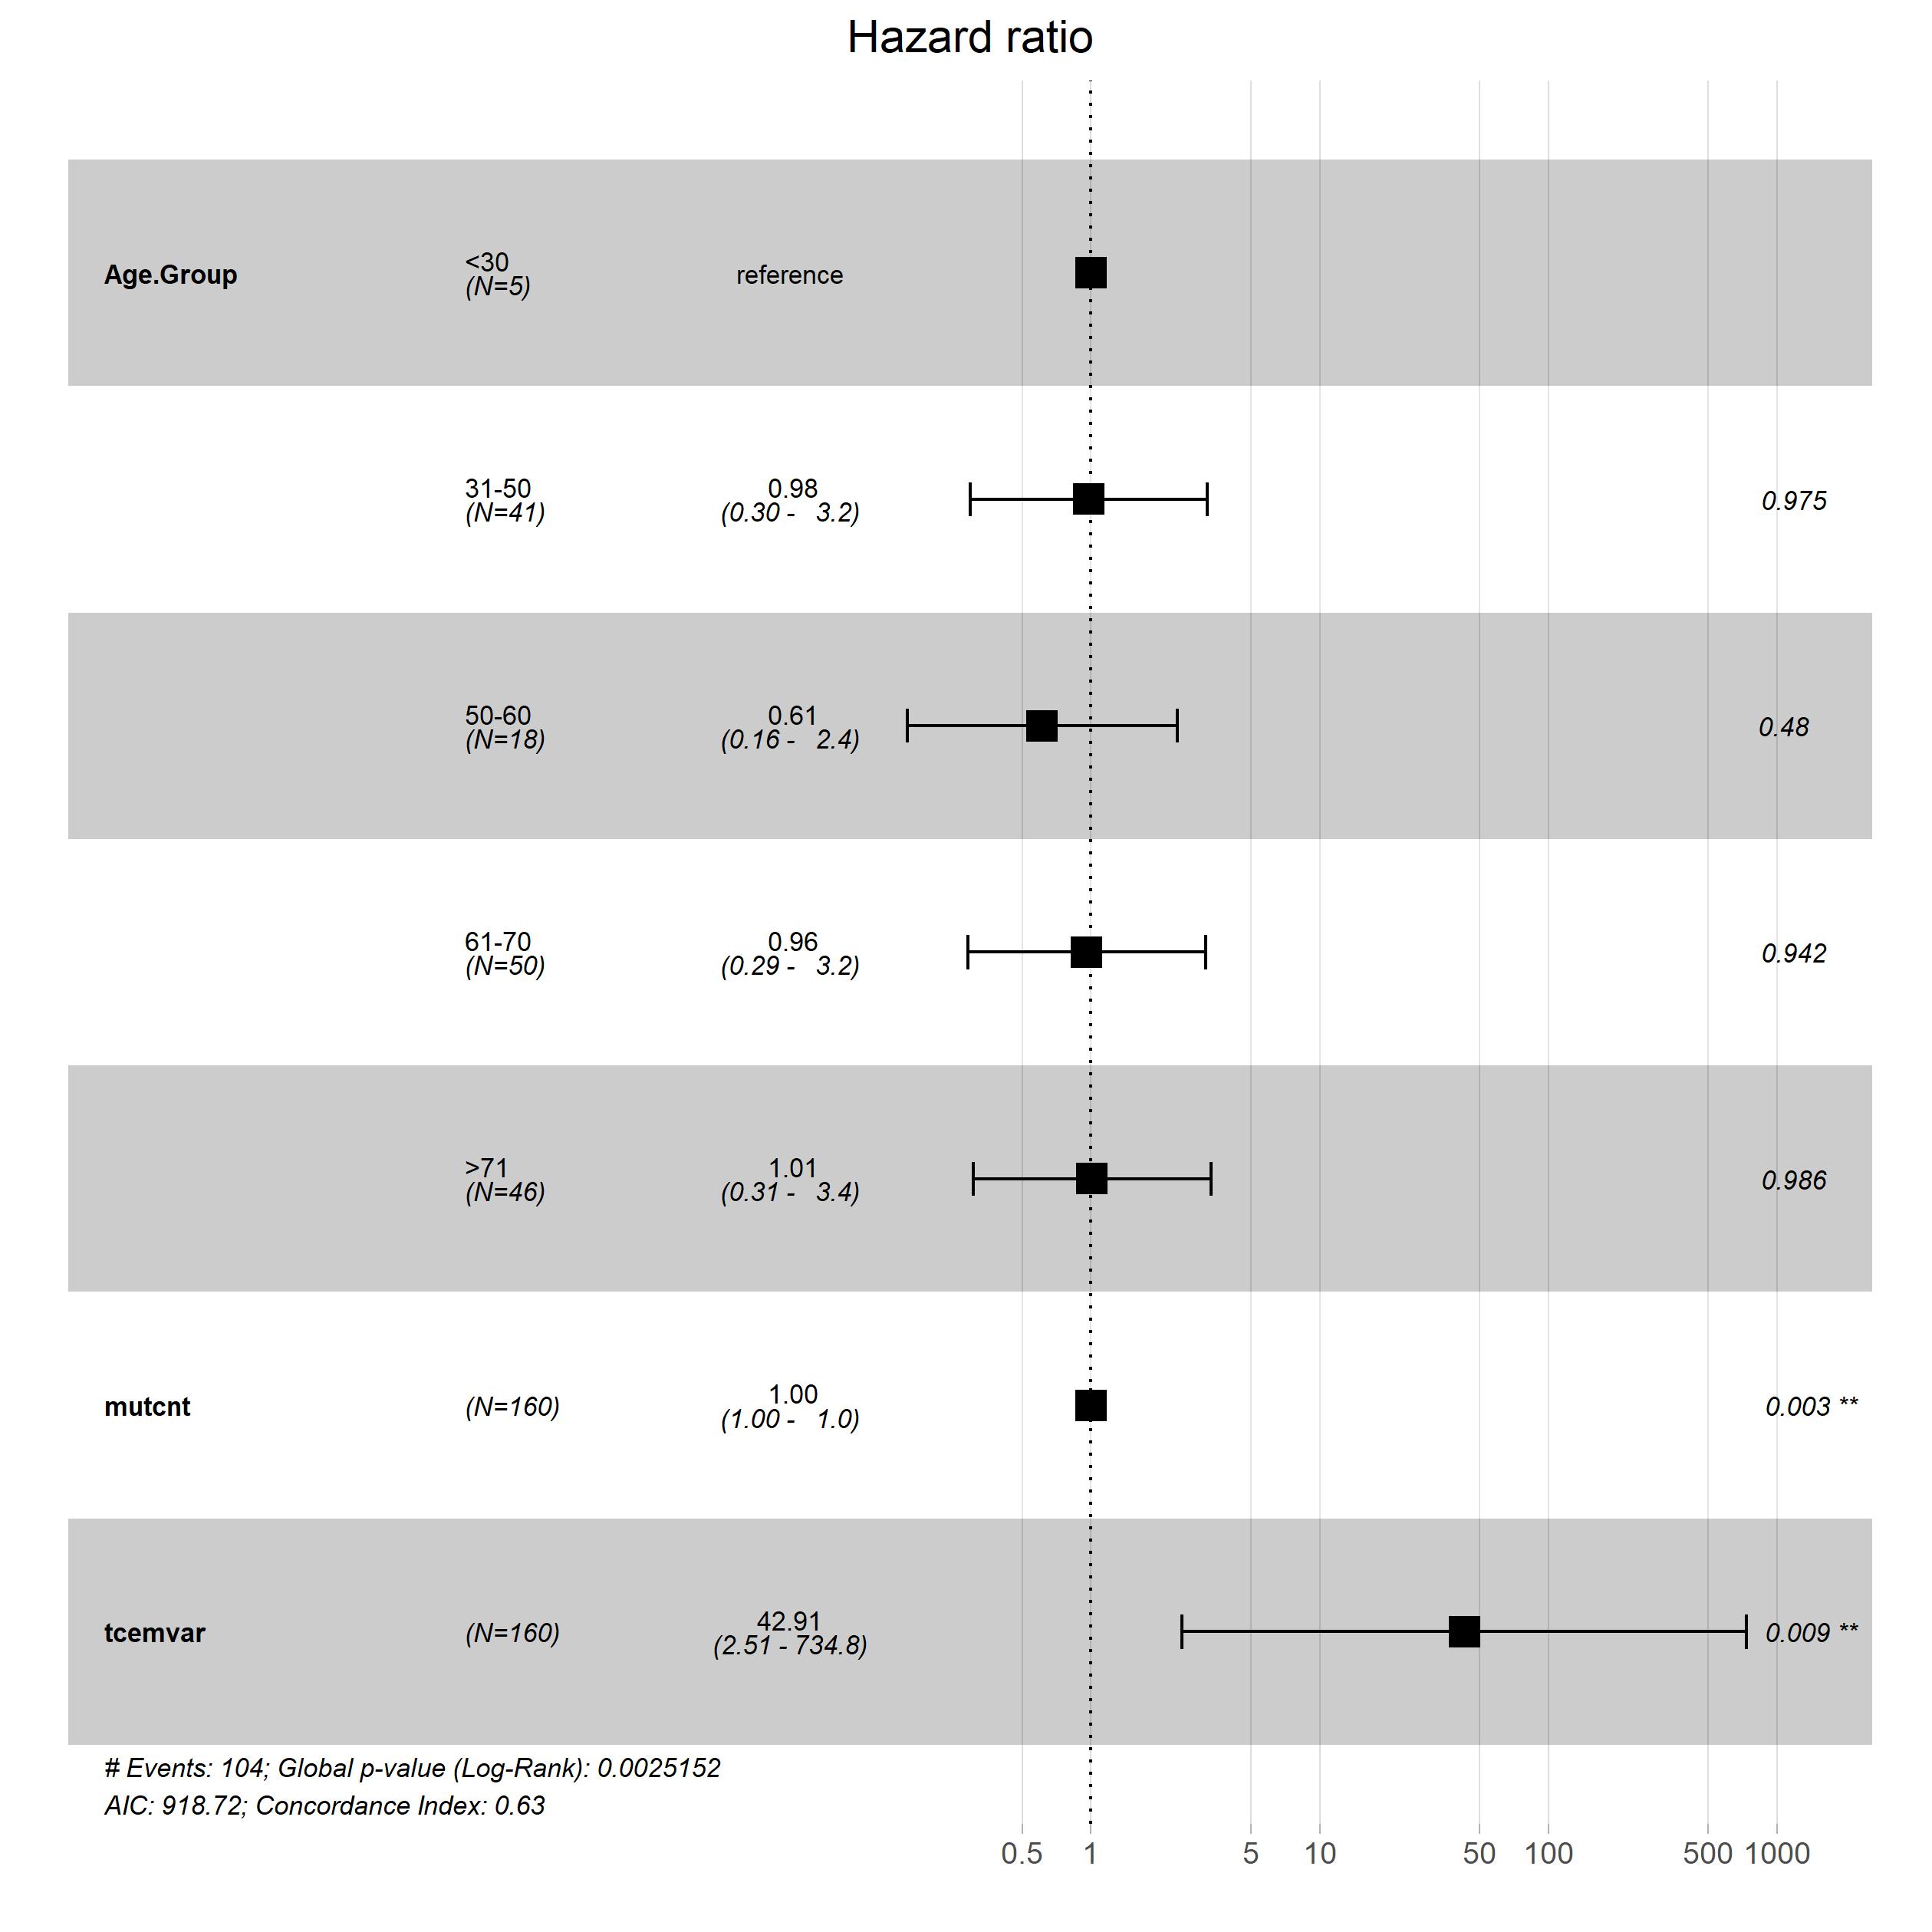 Hazard ratio
Age.Group
<30
(N=5)
reference
31-50
(N=41)
0.98
(0.30 - 3.2)
0.975
50-60
(N=18)
0.61
(0.16 - 2.4)
0.48
61-70
(N=50)
0.96
(0.29 - 3.2)
0.942
>71
(N=46)
1.01
(0.31 - 3.4)
0.986
mutcnt
(N=160)
1.00
(1.00 - 1.0)
0.003 **
tcemvar
(N=160)
42.91
(2.51 - 734.8)
0.009 **
# Events: 104; Global p-value (Log-Rank): 0.0025152
AIC: 918.72; Concordance Index: 0.63
0.5 1 5 10 50 100 500 1000